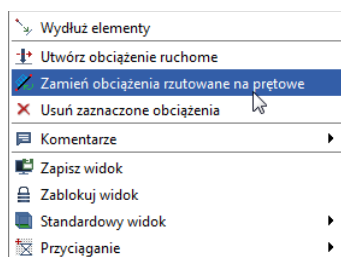 Wydłuż elementy
Utwórz obciążenie ruchome
Zamień obciążenia rzutowane na prętowe
Usuń zaznaczone obciążenia
Komentarze
Zapisz widok
Zablokuj widok
Standardowy widok
Przyciąganie